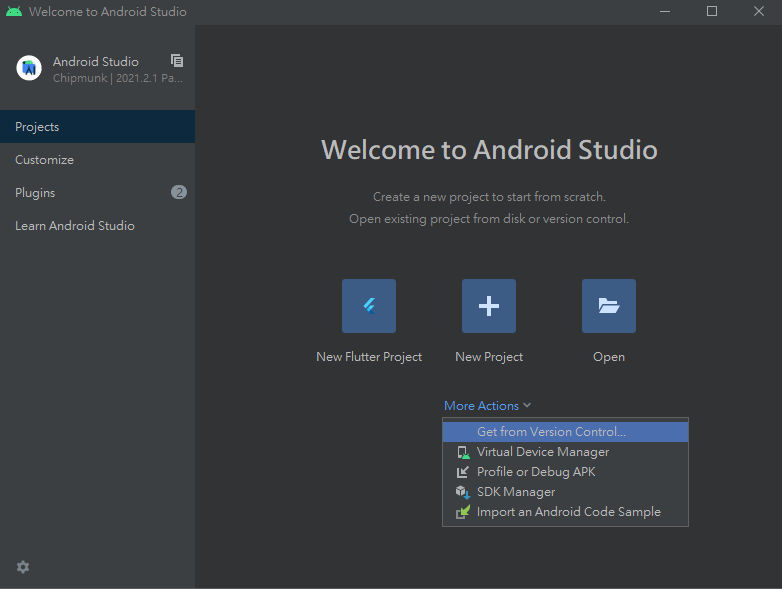 Welcome to Android Studio
Android Studio
Chipmunk | 2021.2.1 Pa...
Projects
Customize
Plugins
2
Learn Android Studio
Welcome to Android Studio
Create a new project to start from scratch.
Open existing project from disk or version control.
New Flutter Project
New Project
Open
More Actions
Get from Version Control...
Virtual Device Manager
Profile or Debug APK
SDK Manager
Import an Android Code Sample